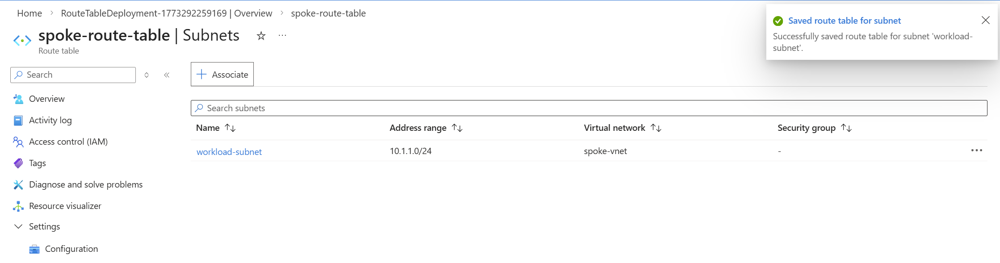 Home > RouteTableDeployment-1773292259169 | Overview > spoke-route-table
spoke-route-table | Subnets
Route table
Saved route table for subnet
Successfully saved route table for subnet 'workload-
subnet'.
Search
Associate
Overview
Activity log
Access control (IAM)
Tags
Diagnose and solve problems
Resource visualizer
Settings
Configuration
Search subnets
Name Address range Virtual network Security group
workload-subnet 10.1.1.0/24 spoke-vnet -